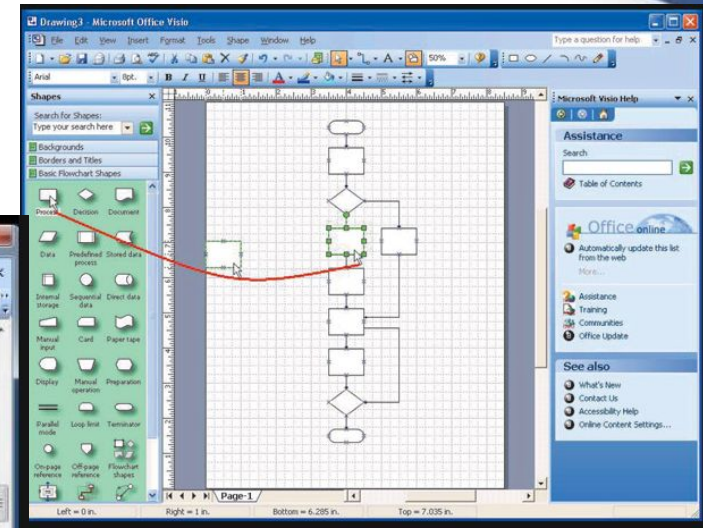 Drawing3 - Microsoft Office Visio
File Edit View Insert Format Tools Shape Window Help
Type a question for help
50%
Arial 8pt.
B I U
Shapes
Search for Shapes:
Type your search here
Backgrounds
Borders and Titles
Basic Flowchart Shapes
Process Decision Document
Data Predefined process Stored data
Internal storage Sequential data Direct data
Manual input Card Paper tape
Display Manual operation Preparation
Parallel mode Loop limit Terminator
On-page reference Off-page reference Flowchart shapes
Page-1
Left = 0 in. Right = 1 in. Bottom = 6.285 in. Top = 7.035 in.
Microsoft Visio Help
Assistance
Search
Table of Contents
Office online
Automatically update this list from the web
More...
Assistance
Training
Communities
Office Update
See also
What's New
Contact Us
Accessibility Help
Online Content Settings...